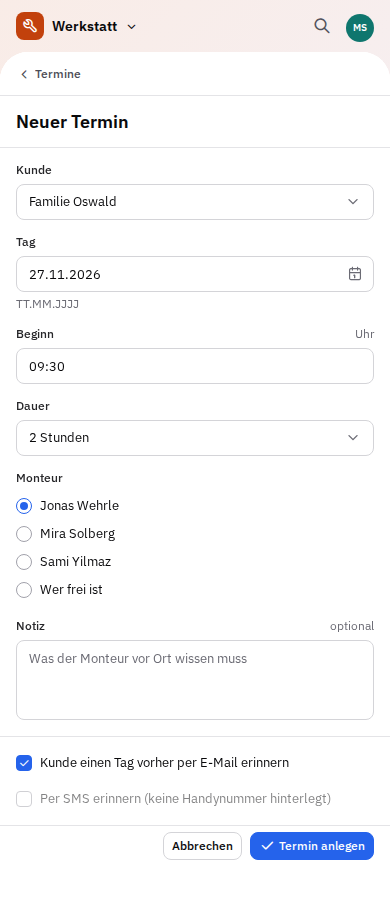 Werkstatt
MS
Termine
Neuer Termin
Kunde
Familie Oswald
Tag
27.11.2026
TT.MM.JJJJ
Beginn Uhr
09:30
Dauer
2 Stunden
Monteur
Jonas Wehrle
Mira Solberg
Sami Yilmaz
Wer frei ist
Notiz optional
Was der Monteur vor Ort wissen muss
Kunde einen Tag vorher per E-Mail erinnern
Per SMS erinnern (keine Handynummer hinterlegt)
Abbrechen Termin anlegen